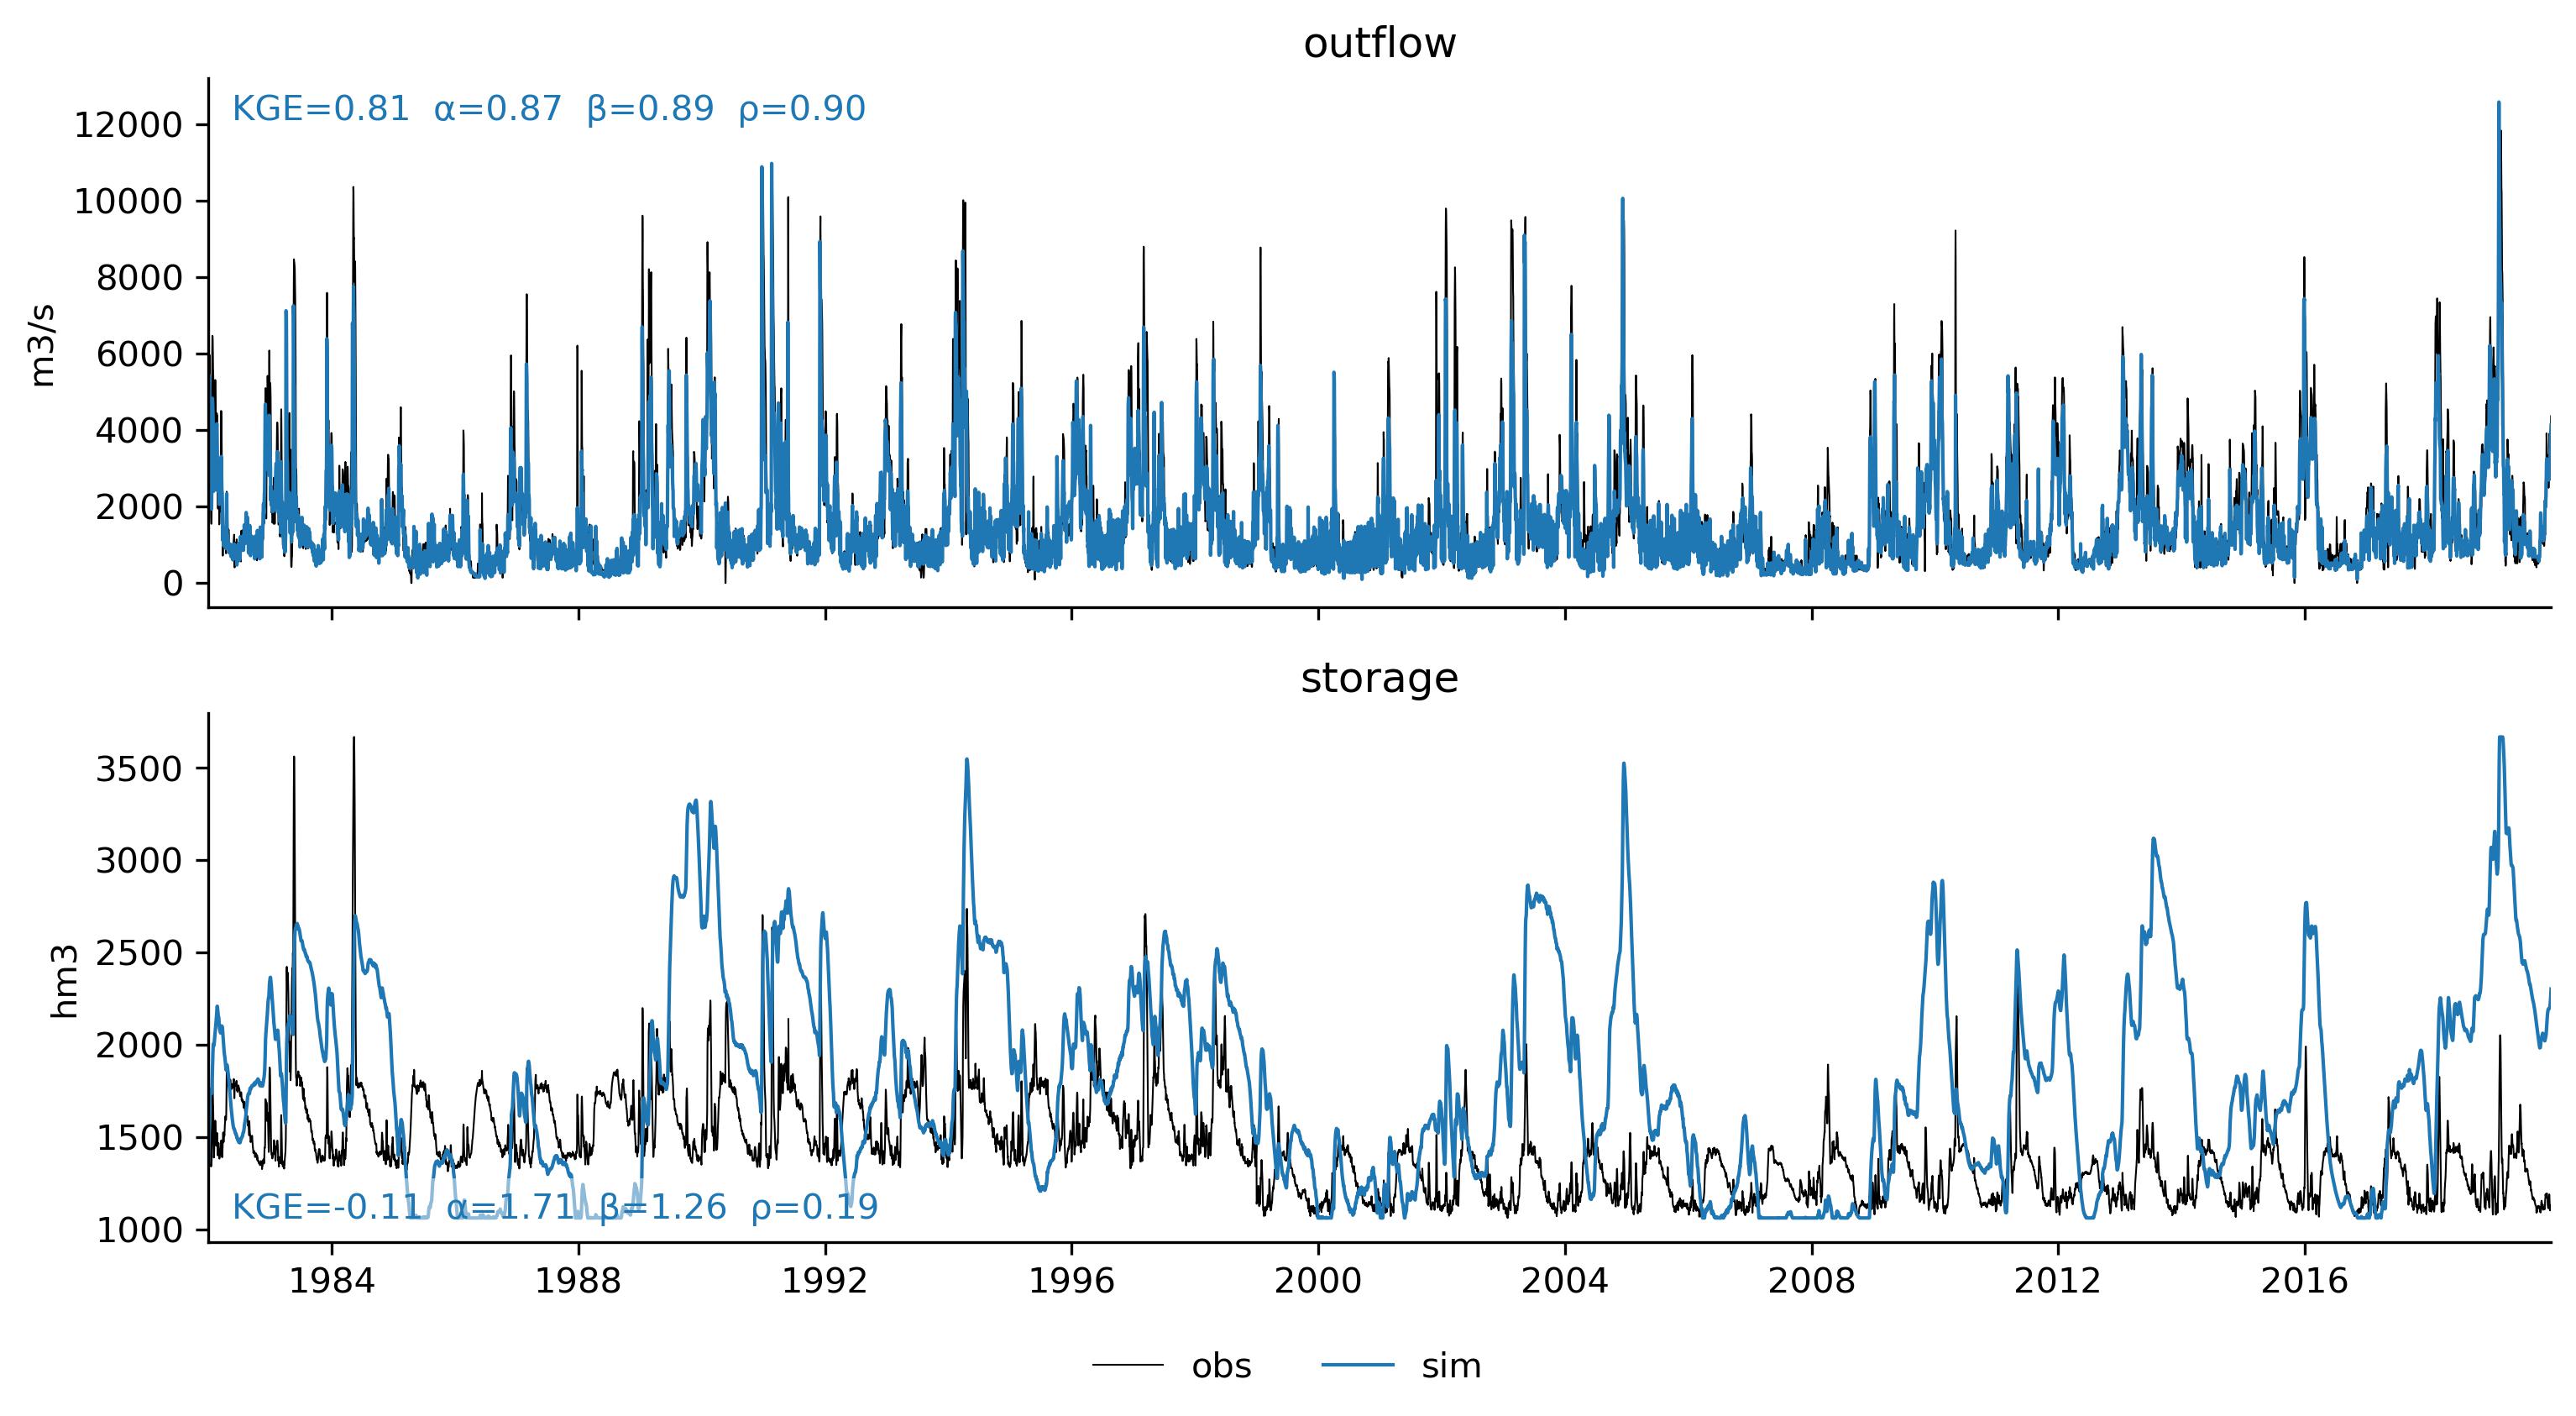 outflow
KGE=0.81 α=0.87 β=0.89 ρ=0.90
12000
10000
8000
6000
4000
2000
0
m3/s
storage
3500
3000
2500
2000
1500
1000
hm3
KGE=-0.11 α=1.71 β=1.26 ρ=0.19
1984 1988 1992 1996 2000 2004 2008 2012 2016
obs sim